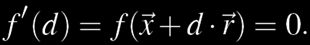 f′(d) = f(x⃗ + d · r⃗) = 0.